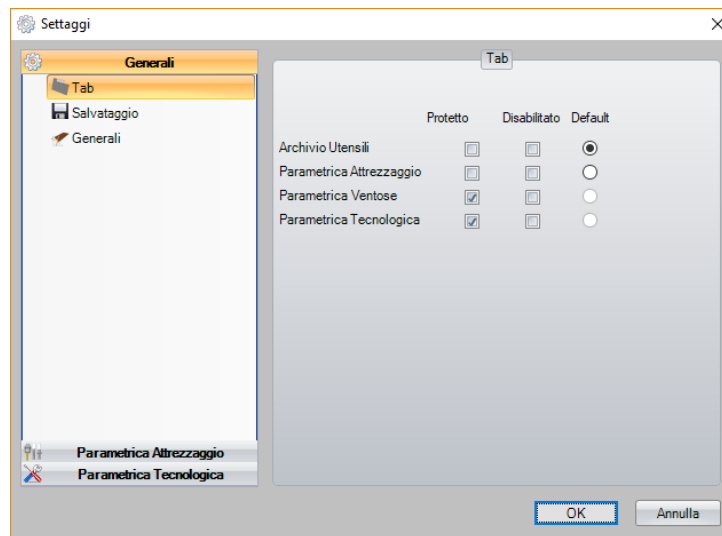 Settaggi
Generali
Tab
Salvataggio
Generali
Parametrica Attrezzaggio
Parametrica Tecnologica
Tab
Protetto Disabilitato Default
Archivio Utensili
Parametrica Attrezzaggio
Parametrica Ventose
Parametrica Tecnologica
OK Annulla